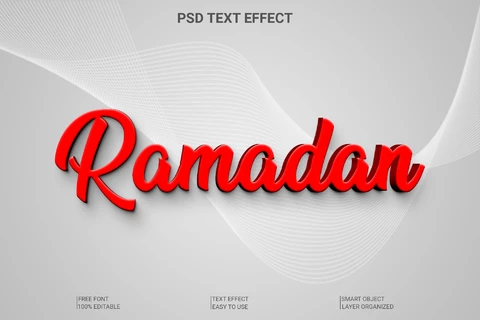 PSD TEXT EFFECT
Ramadan
FREE FONT
100% EDITABLE
TEXT EFFECT
EASY TO USE
SMART OBJECT
LAYER ORGANIZED